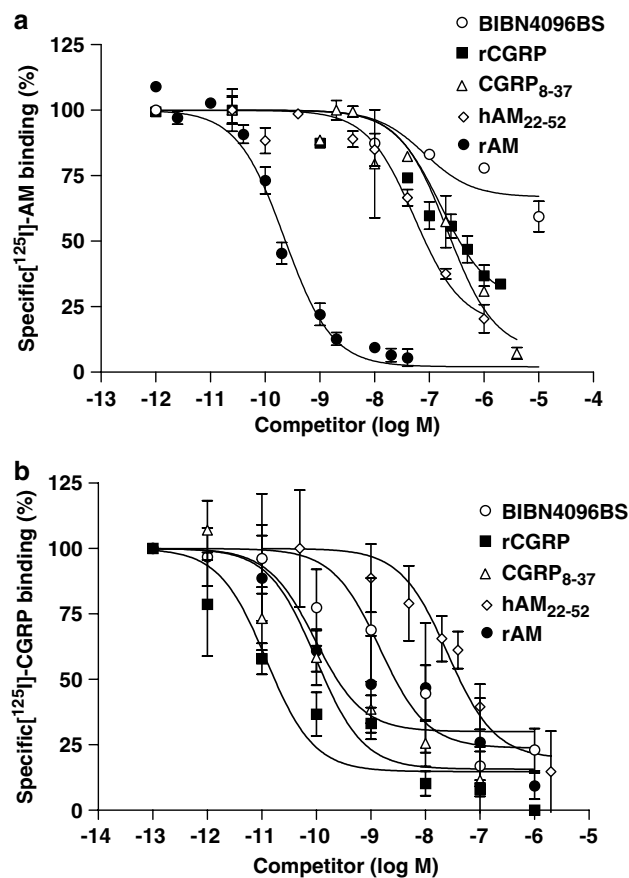 a
125
100
75
50
25
0
Specific[¹²⁵I]-AM binding (%)
-13 -12 -11 -10 -9 -8 -7 -6 -5 -4
Competitor (log M)
BIBN4096BS
rCGRP
CGRP₈₋₃₇
hAM₂₂₋₅₂
rAM
b
125
100
75
50
25
0
Specific[¹²⁵I]-CGRP binding (%)
-14 -13 -12 -11 -10 -9 -8 -7 -6 -5
Competitor (log M)
BIBN4096BS
rCGRP
CGRP₈₋₃₇
hAM₂₂₋₅₂
rAM